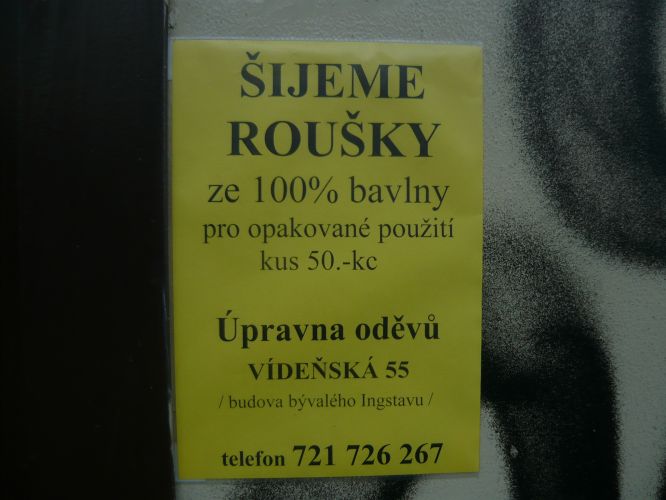 ŠIJEME
ROUŠKY
ze 100% bavlny
pro opakované použití
kus 50.-kc
Úpravna oděvů
VÍDEŇSKÁ 55
/ budova bývalého Ingstavu /
telefon 721 726 267